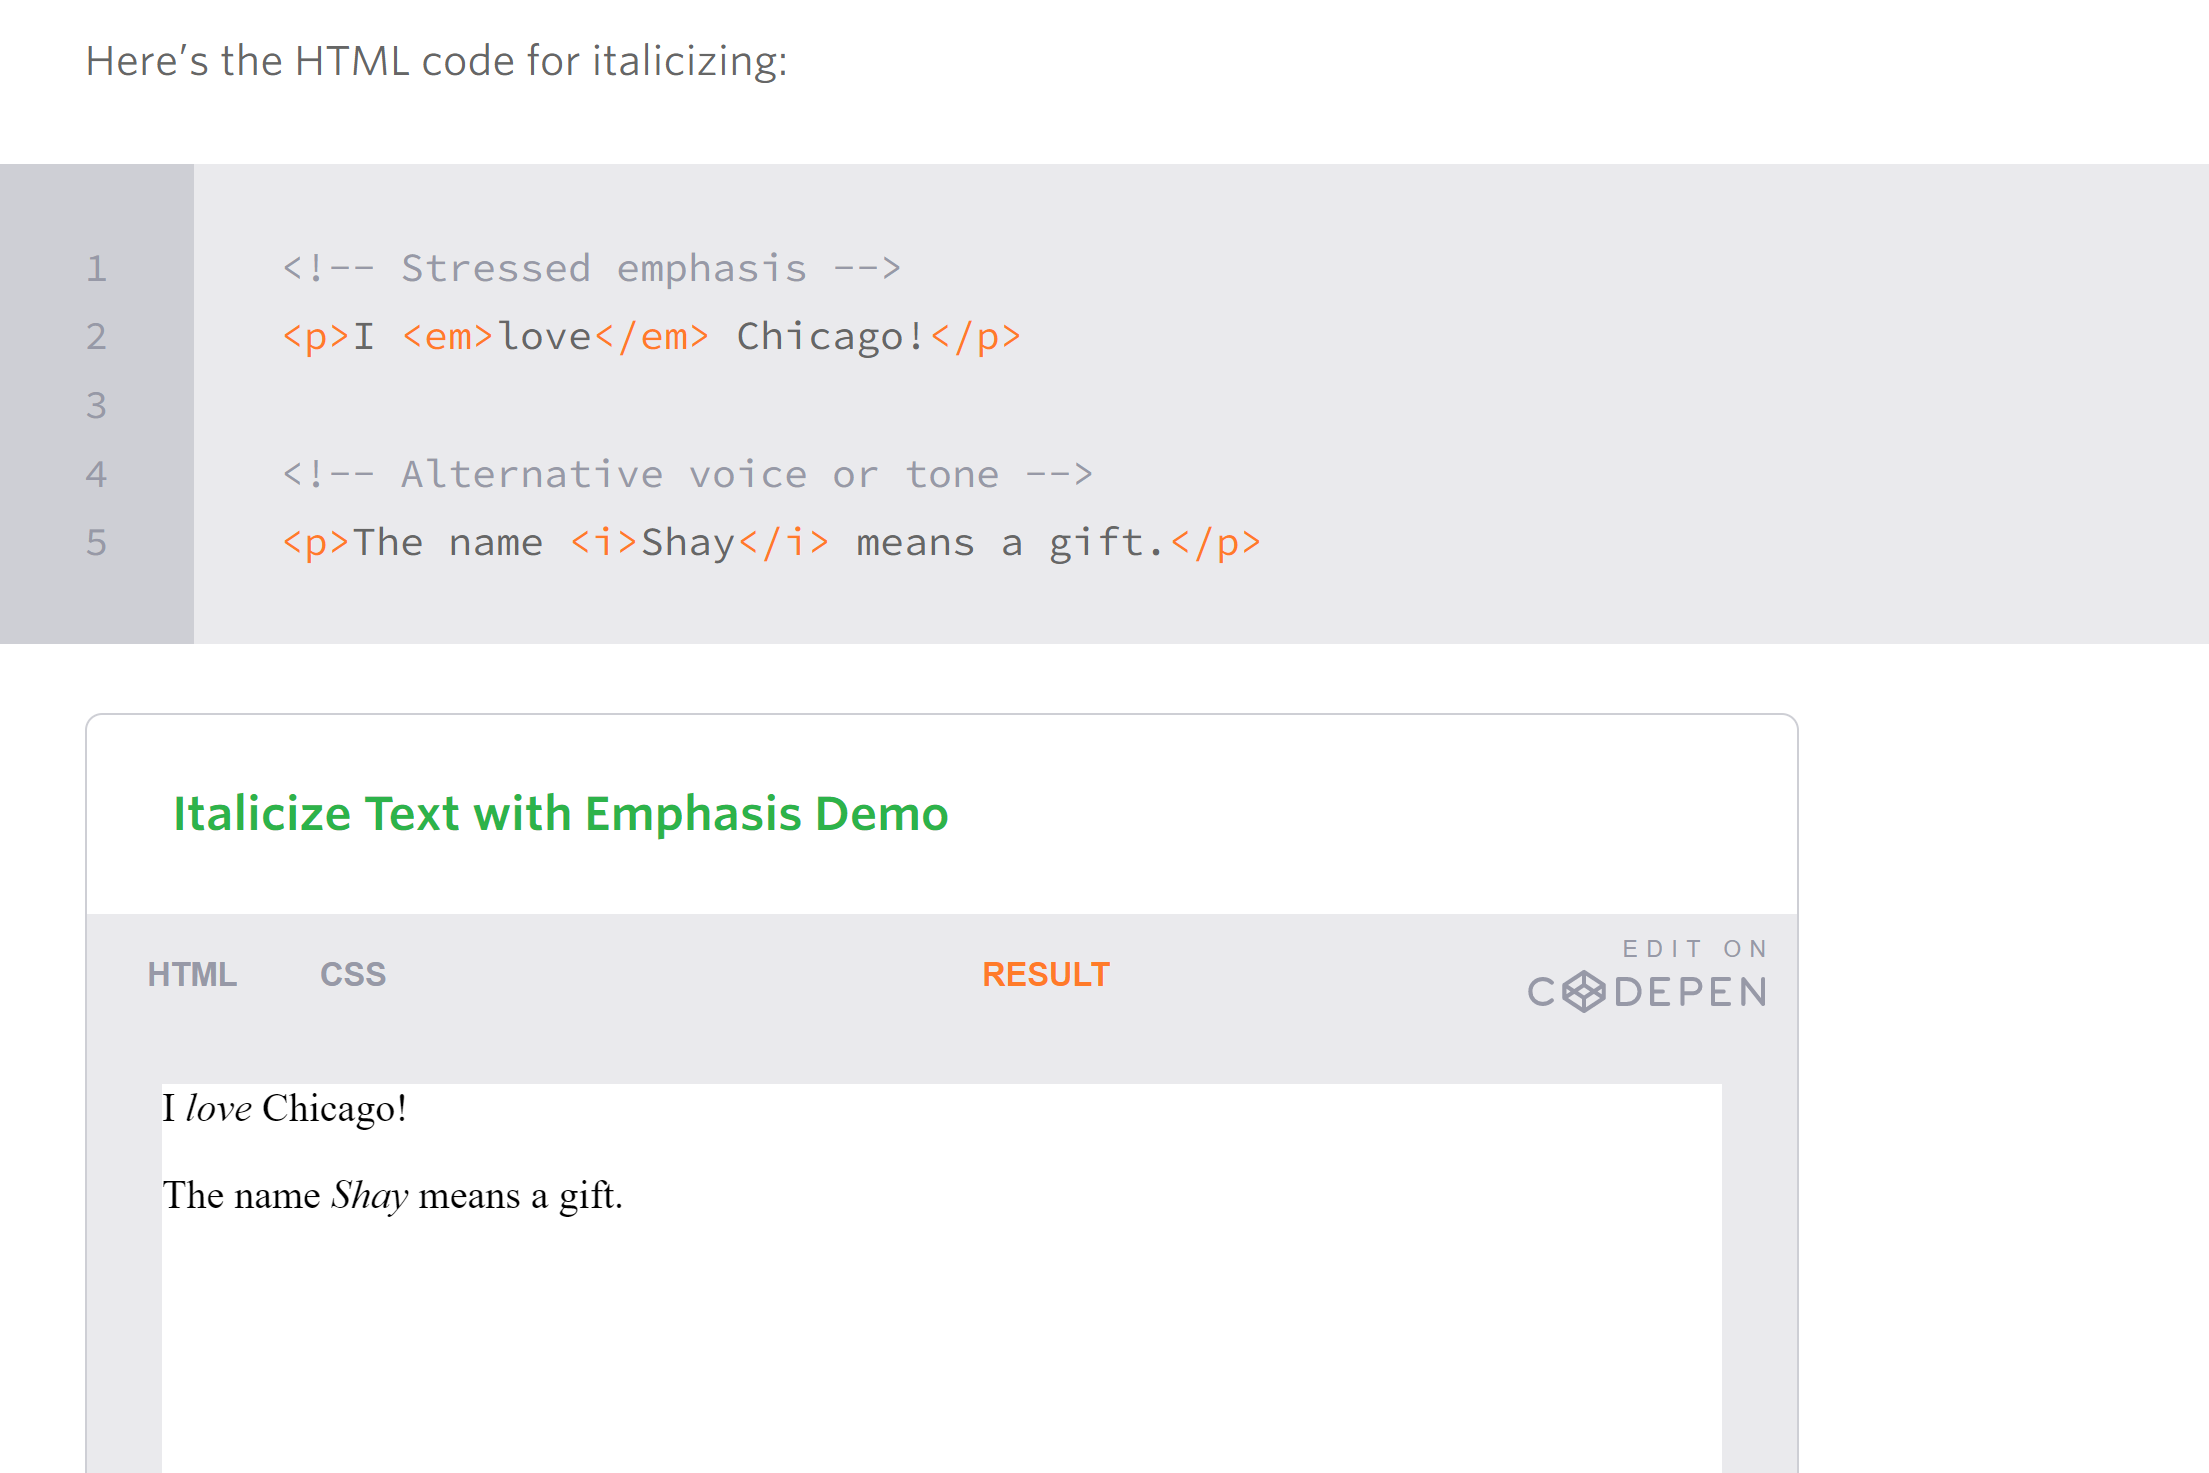 Here’s the HTML code for italicizing:
1 <!-- Stressed emphasis -->
2 <p>I <em>love</em> Chicago!</p>
3
4 <!-- Alternative voice or tone -->
5 <p>The name <i>Shay</i> means a gift.</p>
Italicize Text with Emphasis Demo
HTML CSS RESULT EDIT ON
CODEPEN
I love Chicago!
The name Shay means a gift.